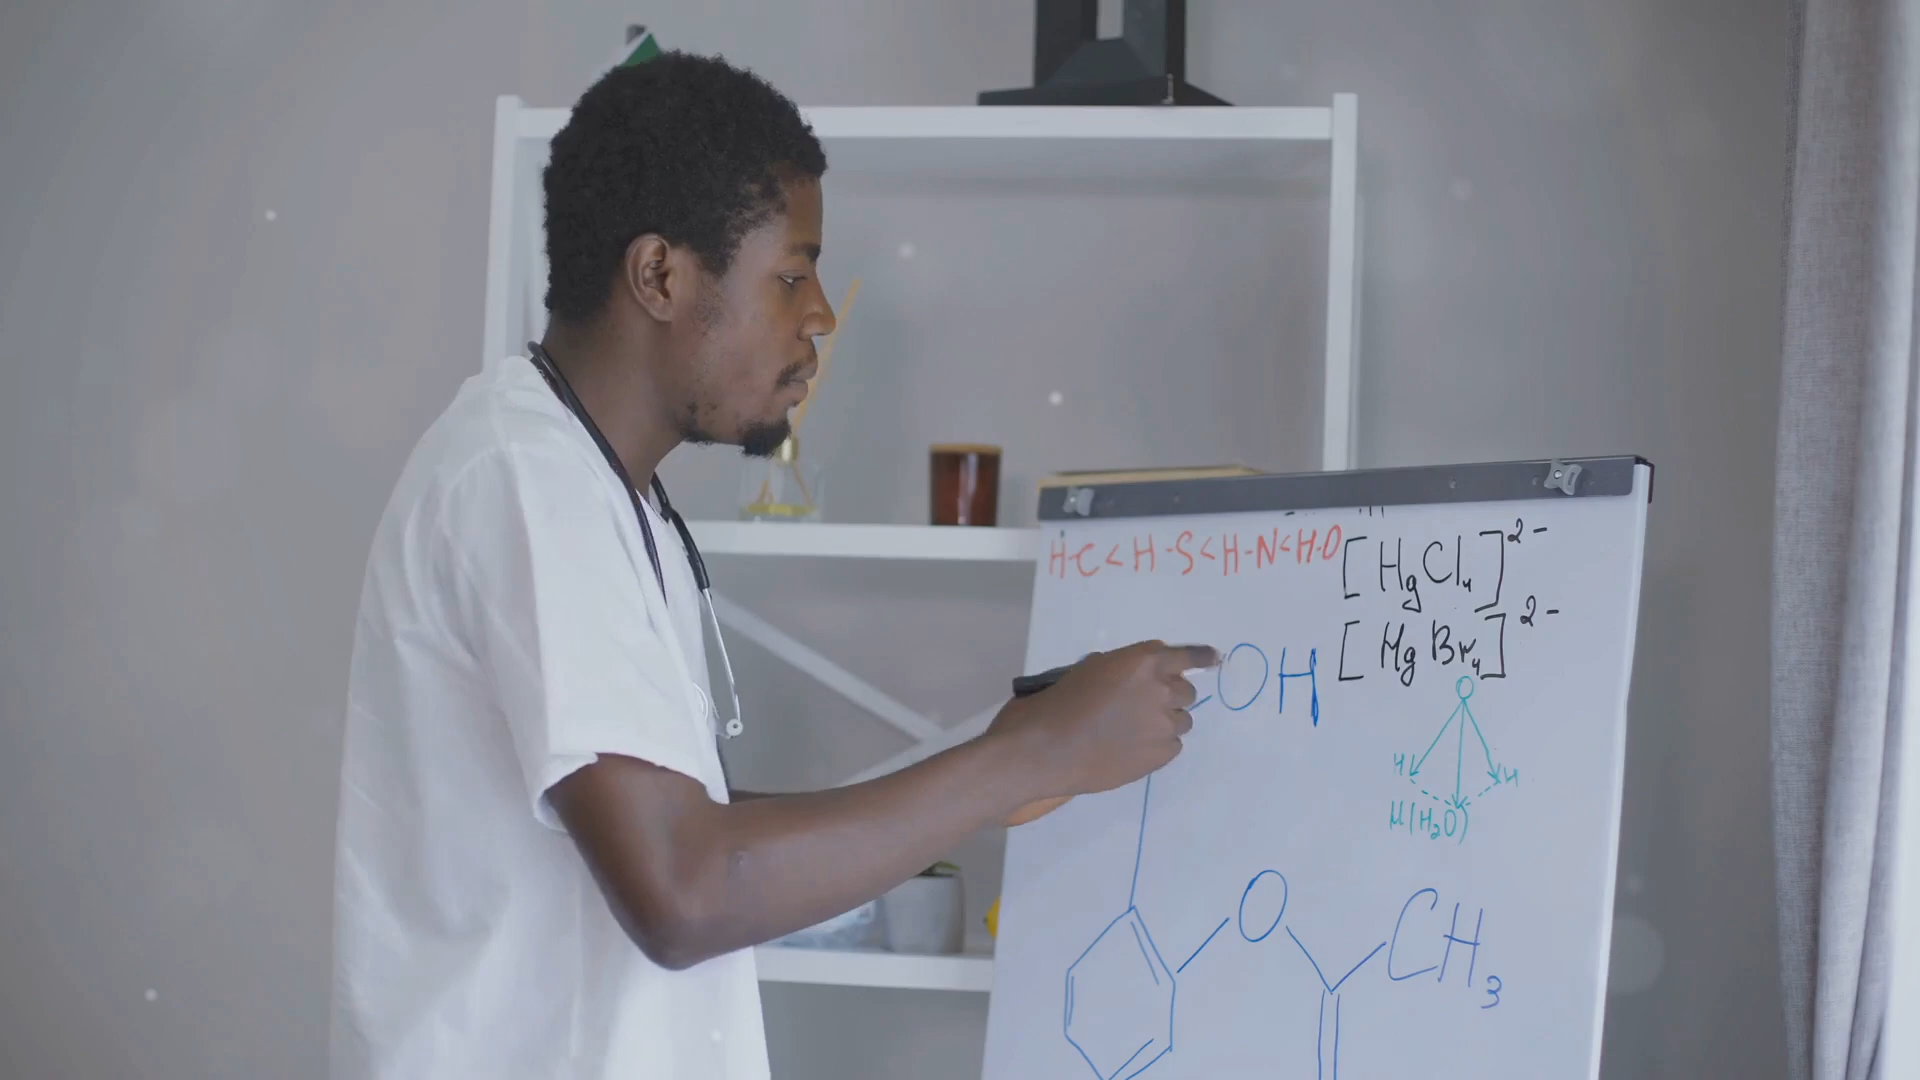 H-C < H-S < H-N < H-O
[HgCl₄]²⁻
[HgBr₄]²⁻
OH
O
H H
μ(H₂O)
O
CH₃